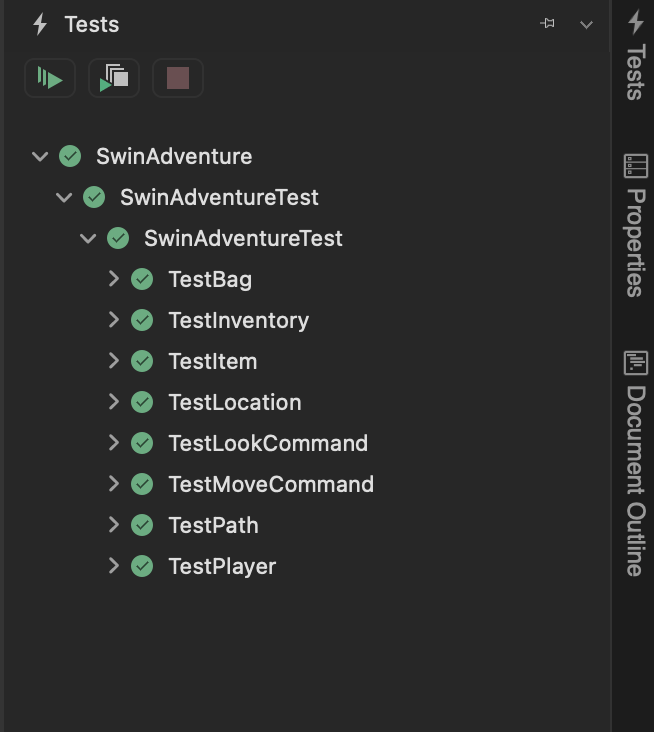 Tests
SwinAdventure
SwinAdventureTest
SwinAdventureTest
TestBag
TestInventory
TestItem
TestLocation
TestLookCommand
TestMoveCommand
TestPath
TestPlayer
Tests
Properties
Document Outline